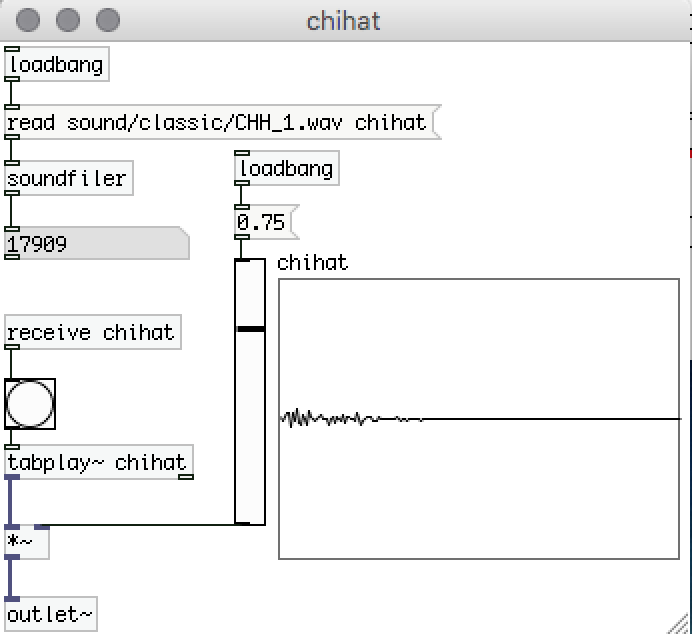 chihat
loadbang
read sound/classic/CHH_1.wav chihat
loadbang
soundfiler
0.75
17909
chihat
receive chihat
tabplay~ chihat
*~
outlet~